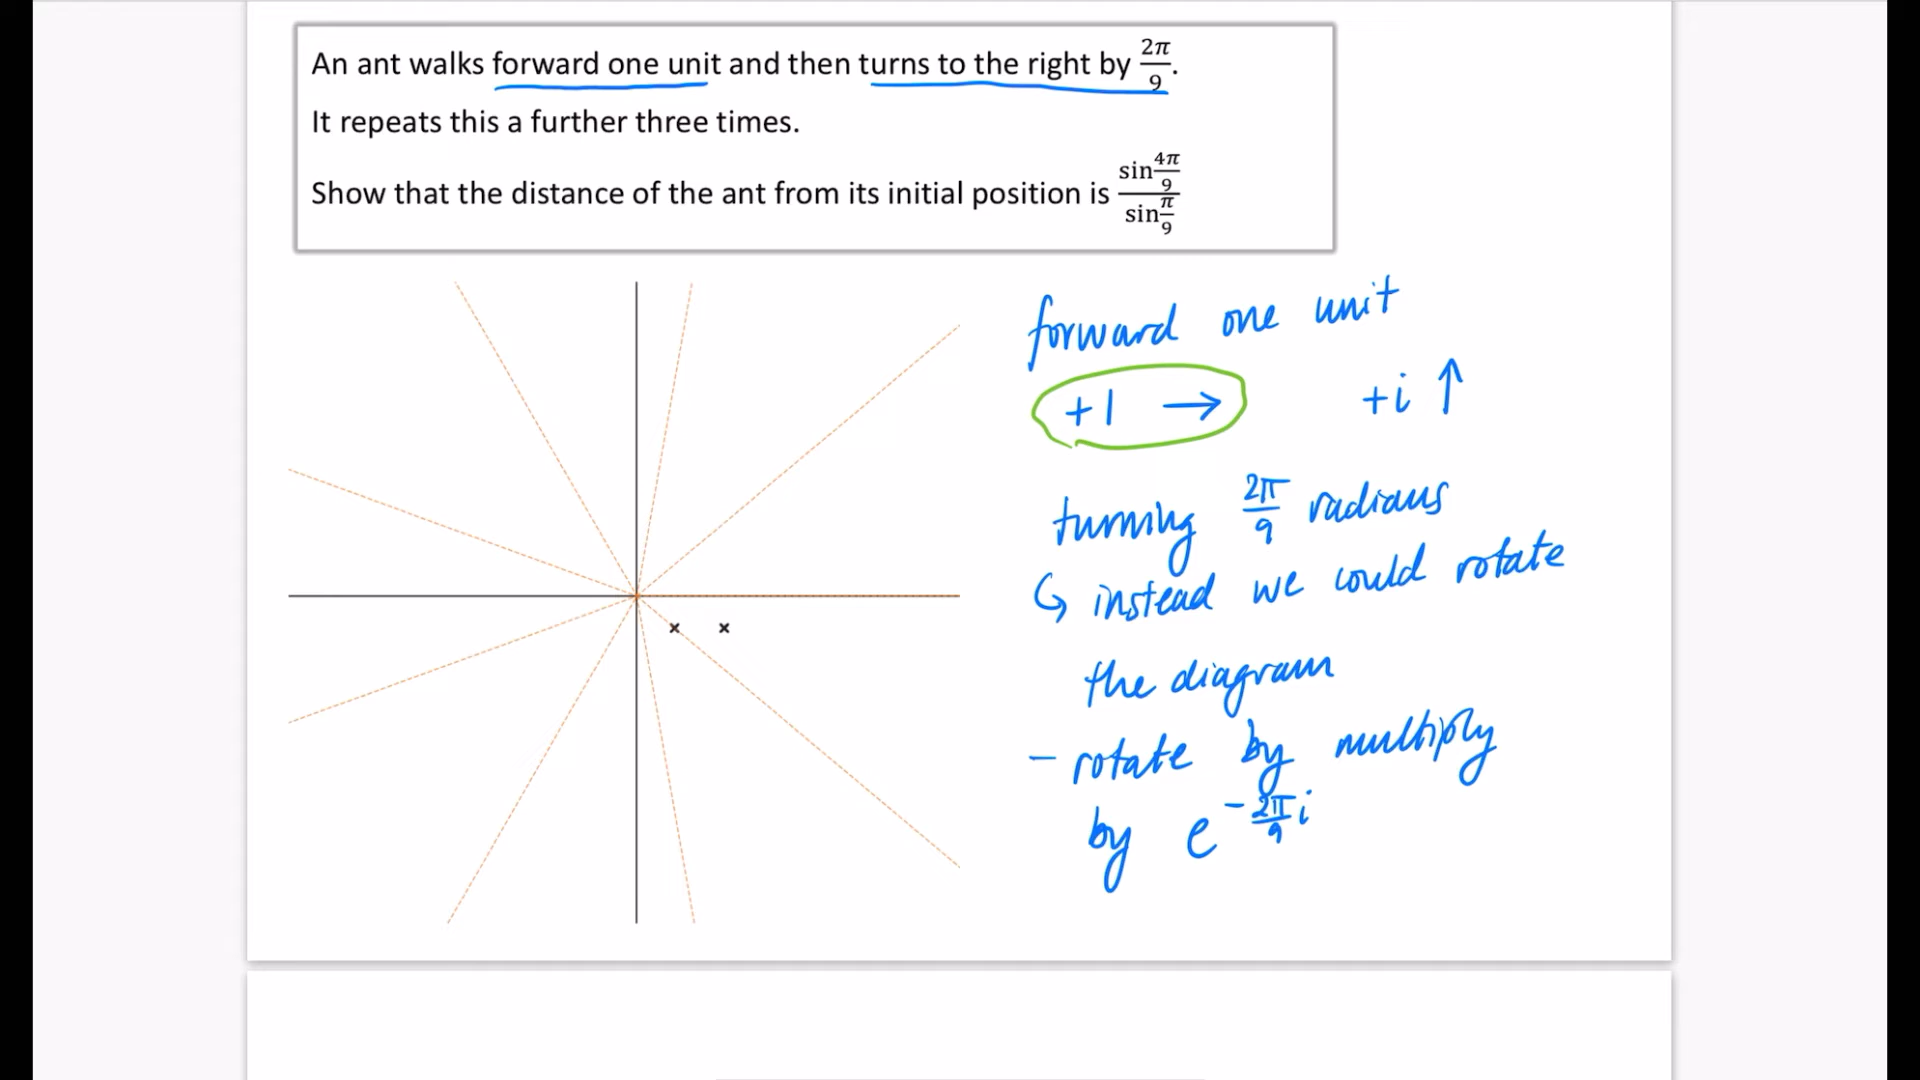 An ant walks forward one unit and then turns to the right by 2π/9.
It repeats this a further three times.
Show that the distance of the ant from its initial position is sin 4π/9 / sin π/9
forward one unit
+1 → +i ↑
turning 2π/9 radians
↪ instead we could rotate
the diagram
- rotate by multiply
by e^(-2π/9 i)
x x